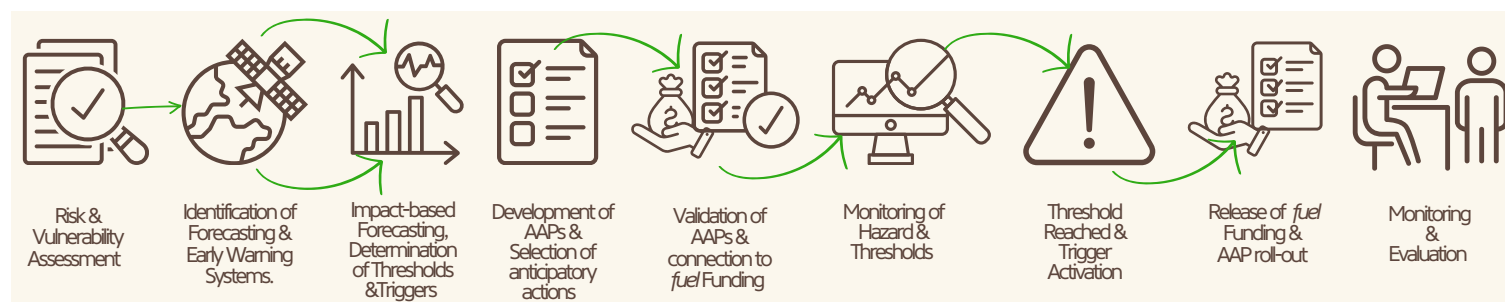 Risk &
Vulnerability
Assessment
Identification of
Forecasting &
Early Warning
Systems.
Impact-based
Forecasting,
Determination
of Thresholds
&Triggers
Development of
AAPs &
Selection of
anticipatory
actions
Validation of
AAPs &
connection to
fuel Funding
Monitoring of
Hazard &
Thresholds
Threshold
Reached &
Trigger
Activation
Release of fuel
Funding &
AAP roll-out
Monitoring
&
Evaluation